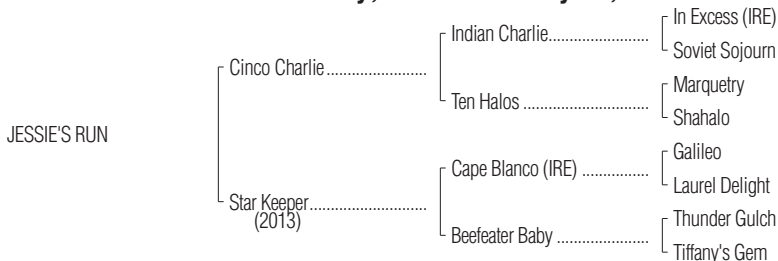 In Excess (IRE)
Indian Charlie
Soviet Sojourn
Cinco Charlie
Marquetry
Ten Halos
Shahalo
JESSIE'S RUN
Galileo
Cape Blanco (IRE)
Laurel Delight
Star Keeper
(2013)
Thunder Gulch
Beefeater Baby
Tiffany's Gem